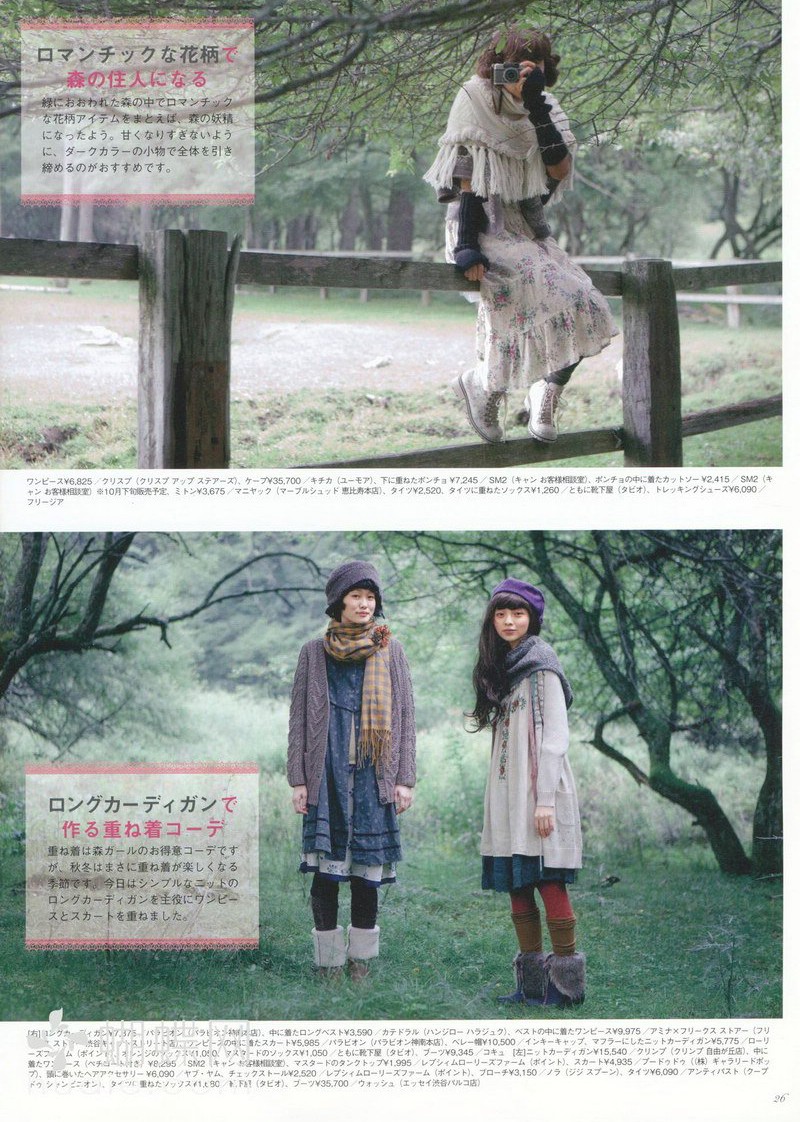 ロマンチックな花柄で
森の住人になる
緑におおわれた森の中でロマンチック
な花柄アイテムをまとえば、森の妖精
になったよう。甘くなりすぎないよう
に、ダークカラーの小物で全体を引き
締めるのがおすすめです。
ワンピース¥6,825／クリスプ（クリスプ アップ ステアーズ）、ケープ¥35,700／キチカ（ユーモア）、下に重ねたポンチョ¥7,245／SM2（キャン お客様相談室）、ポンチョの中に着たカットソー¥2,415／SM2（キ
ャン お客様相談室）※10月下旬販売予定、ミトン¥3,675／マニヤック（マーブルシュッド 恵比寿本店）、タイツ¥2,520、タイツに重ねたソックス¥1,260／ともに靴下屋（タビオ）、トレッキングシューズ¥6,090／
フリージア
ロングカーディガンで
作る重ね着コーデ
重ね着は森ガールのお得意コーデです
が、秋冬はまさに重ね着が楽しくなる
季節です。今日はシンプルなニットの
ロングカーディガンを主役にワンピー
スとスカートを重ねました。
[右]ロングカーディガン¥7,875／パラビオン（パラビオン神南本店）、中に着たロングベスト¥3,590／カテドラル（ハンジロー ハラジュク）、ベストの中に着たワンピース¥9,975／アミナ×フリークス ストアー（フリ
ワンピースの中に着たスカート¥5,985／パラビオン（パラビオン神南本店）、ベレー帽¥10,500／インキーキャップ、マフラーにしたニットカーディガン¥5,775／ローリ
ーズファーム（ポイント）、マスタードのソックス¥1,050／ともに靴下屋（タビオ）、ブーツ¥9,345／コキュ [左]ニットカーディガン¥15,540／クリンプ（クリンプ 自由が丘店）、中に
着たワンピース（ペチコート付き）¥8,295／SM2（キャン お客様相談室）、マスタードのタンクトップ¥1,995／レプシィムローリーズファーム（ポイント）、スカート¥4,935／プードゥドゥ（（株）ギャラリードポッ
プ）、頭に巻いたヘアアクセサリー¥6,090／ヤブ・ヤム、チェックストール¥2,520／レプシィムローリーズファーム（ポイント）、ブローチ¥3,150／ノラ（ジジ スプーン）、タイツ¥6,090／アンティパスト（クープ
ドゥ シャンピニオン）、タイツに重ねたソックス¥1,890／靴下屋（タビオ）、ブーツ¥35,700／ウォッシュ（エッセイ渋谷パルコ店）
26